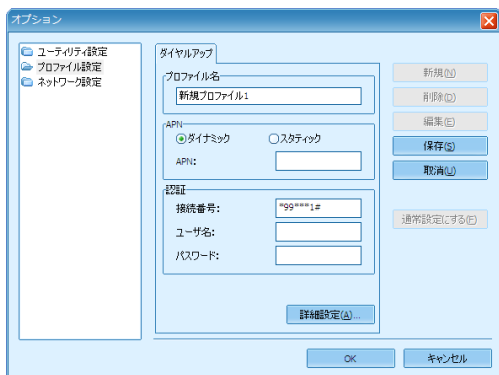 オプション
ユーティリティ設定
プロファイル設定
ネットワーク設定
ダイヤルアップ
プロファイル名
新規プロファイル1
APN
ダイナミック
スタティック
APN:
認証
接続番号:
*99***1#
ユーザ名:
パスワード:
詳細設定(A)...
新規(N)
削除(D)
編集(E)
保存(S)
取消(U)
通常設定にする(F)
OK
キャンセル